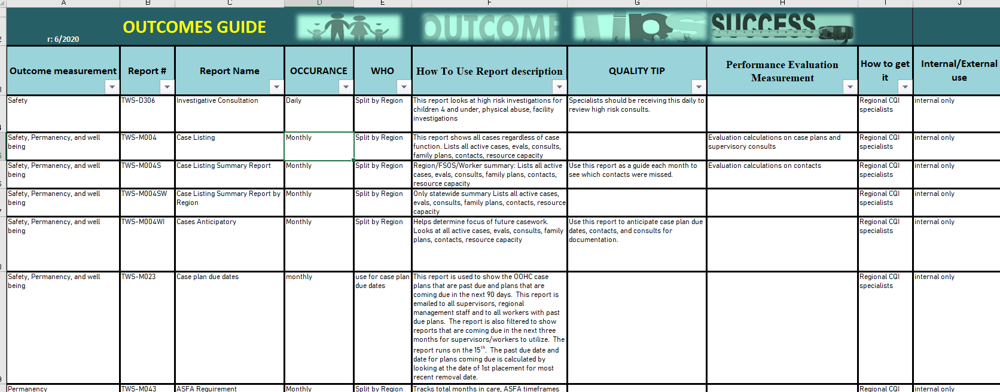 A B C D E F G H I J
OUTCOMES GUIDE
r: 6/2020
OUTCOME
TIPS
SUCCESS
Outcome measurement
Report #
Report Name
OCCURANCE
WHO
How To Use Report description
QUALITY TIP
Performance Evaluation
Measurement
How to get
it
Internal/External
use
Safety
TWS-D306
Investigative Consultation
Daily
Split by Region
This report looks at high risk investigations for
children 4 and under, physical abuse, facility
investigations
Specialists should be receiving this daily to
review high risk consults.
Regional CQI
specialists
internal only
Safety, Permanency, and well
being
TWS-M004
Case Listing
Monthly
Split by Region
This report shows all cases regardless of case
function. Lists all active cases, evals, consults,
family plans, contacts, resource capacity
Evaluation calculations on case plans and
supervisory consults
Regional CQI
specialists
internal only
Safety, Permanency, and well
being
TWS-M004S
Case Listing Summary Report
Monthly
Split by Region
Region/FSOS/Worker summary: Lists all active
cases, evals, consults, family plans, contacts,
resource capacity
Use this report as a guide each month to
see which contacts were missed.
Evaluation calculations on contacts
Regional CQI
specialists
internal only
Safety, Permanency, and well
being
TWS-M004SW
Case Listing Summary Report by
Region
Monthly
Split by Region
Only statewide summary Lists all active cases,
evals, consults, family plans, contacts, resource
capacity
Regional CQI
specialists
internal only
Safety, Permanency, and well
being
TWS-M004WI
Cases Anticipatory
Monthly
Split by Region
Helps determine focus of future casework.
Looks at all active cases, evals, consults, family
plans, contacts, resource capacity
Use this report to anticipate case plan due
dates, contacts, and consults for
documentation.
Regional CQI
specialists
internal only
Safety, Permanency, and well
being
TWS-M023
Case plan due dates
monthly
use for case plan
due dates
This report is used to show the OOHC case
plans that are past due and plans that are
coming due in the next 90 days. This report is
emailed to all supervisors, regional
management staff and to all workers with past
due plans. The report is also filtered to show
reports that are coming due in the next three
months for supervisors/workers to utilize. The
report runs on the 15th. The past due date and
date for plans coming due is calculated by
looking at the date of 1st placement for most
recent removal date.
Regional CQI
specialists
internal only
Permanency
TWS-M043
ASFA Requirement
Monthly
Split by Region
Tracks total months in care, ASFA timeframes
Regional CQI
internal only